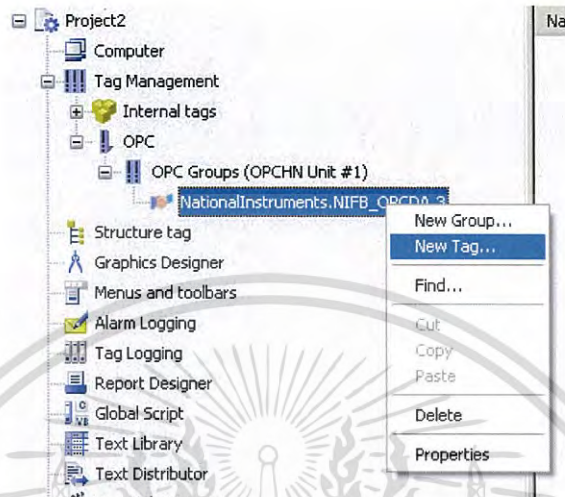 Project2
Na
Computer
Tag Management
Internal tags
OPC
OPC Groups (OPCHN Unit #1)
NationalInstruments.NIFB_OPCDA_3
Structure tag
Graphics Designer
Menus and toolbars
Alarm Logging
Tag Logging
Report Designer
Global Script
Text Library
Text Distributor
New Group...
New Tag...
Find...
Cut
Copy
Paste
Delete
Properties